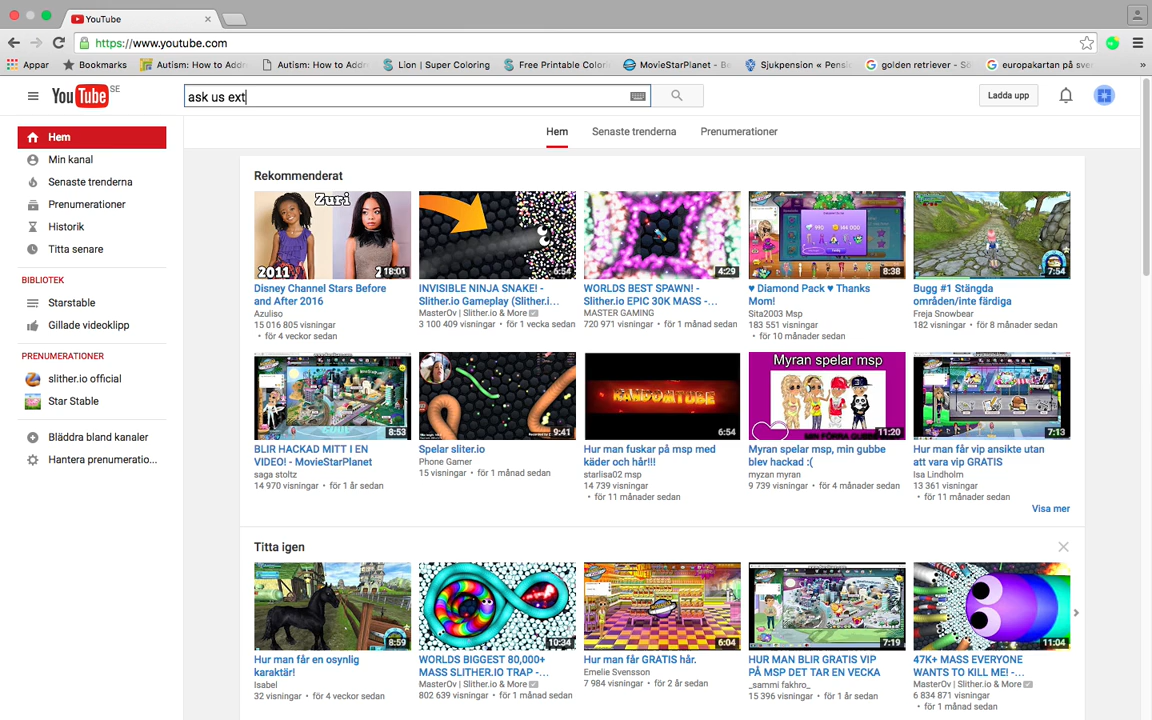 YouTube
https://www.youtube.com
Appar Bookmarks Autism: How to Addr Autism: How to Addr Lion | Super Coloring Free Printable Colori MovieStarPlanet - Be Sjukpension « Pensi golden retriever - Sö europakartan på sve »
YouTube SE
ask us ext
Ladda upp
Hem Senaste trenderna Prenumerationer
Hem
Min kanal
Senaste trenderna
Prenumerationer
Historik
Titta senare
BIBLIOTEK
Starstable
Gillade videoklipp
PRENUMERATIONER
slither.io official
Star Stable
Bläddra bland kanaler
Hantera prenumeratio...
Rekommenderat
Zuri
2011
2
18:01
Disney Channel Stars Before
and After 2016
Azuliso
15 016 805 visningar
• för 4 veckor sedan
6:54
INVISIBLE NINJA SNAKE! -
Slither.io Gameplay (Slither.i...
MasterOv | Slither.io & More
3 100 409 visningar • för 1 vecka sedan
4:29
WORLDS BEST SPAWN! -
Slither.io EPIC 30K MASS -...
MASTER GAMING
720 971 visningar • för 1 månad sedan
8:38
♥ Diamond Pack ♥ Thanks
Mom!
Sita2003 Msp
183 551 visningar
• för 10 månader sedan
7:54
Bugg #1 Stängda
områden/inte färdiga
Freja Snowbear
182 visningar • för 8 månader sedan
8:53
BLIR HACKAD MITT I EN
VIDEO! - MovieStarPlanet
saga stoltz
14 970 visningar • för 1 år sedan
9:41
Spelar sliter.io
Phone Gamer
15 visningar • för 1 månad sedan
RANDOMTUBE
6:54
Hur man fuskar på msp med
käder och hår!!!
starlisa02 msp
14 739 visningar
• för 11 månader sedan
Myran spelar msp
11:20
Myran spelar msp, min gubbe
blev hackad :(
myzan myran
9 739 visningar • för 4 månader sedan
7:13
Hur man får vip ansikte utan
att vara vip GRATIS
Isa Lindholm
13 361 visningar
• för 11 månader sedan
Visa mer
Titta igen
8:59
Hur man får en osynlig
karaktär!
Isabel
32 visningar • för 4 veckor sedan
10:34
WORLDS BIGGEST 80,000+
MASS SLITHER.IO TRAP -...
MasterOv | Slither.io & More
802 639 visningar • för 1 månad sedan
6:04
Hur man får GRATIS hår.
Emelie Svensson
7 984 visningar • för 2 år sedan
7:19
HUR MAN BLIR GRATIS VIP
PÅ MSP DET TAR EN VECKA
_sammi fakhro_
15 396 visningar • för 1 år sedan
11:04
47K+ MASS EVERYONE
WANTS TO KILL ME! -...
MasterOv | Slither.io & More
6 834 871 visningar
• för 1 månad sedan